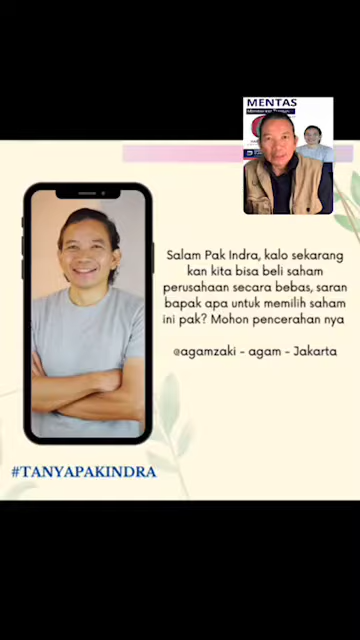 MENTAS
Salam Pak Indra, kalo sekarang
kan kita bisa beli saham
perusahaan secara bebas, saran
bapak apa untuk memilih saham
ini pak? Mohon pencerahan nya
@agamzaki - agam - Jakarta
#TANYAPAKINDRA